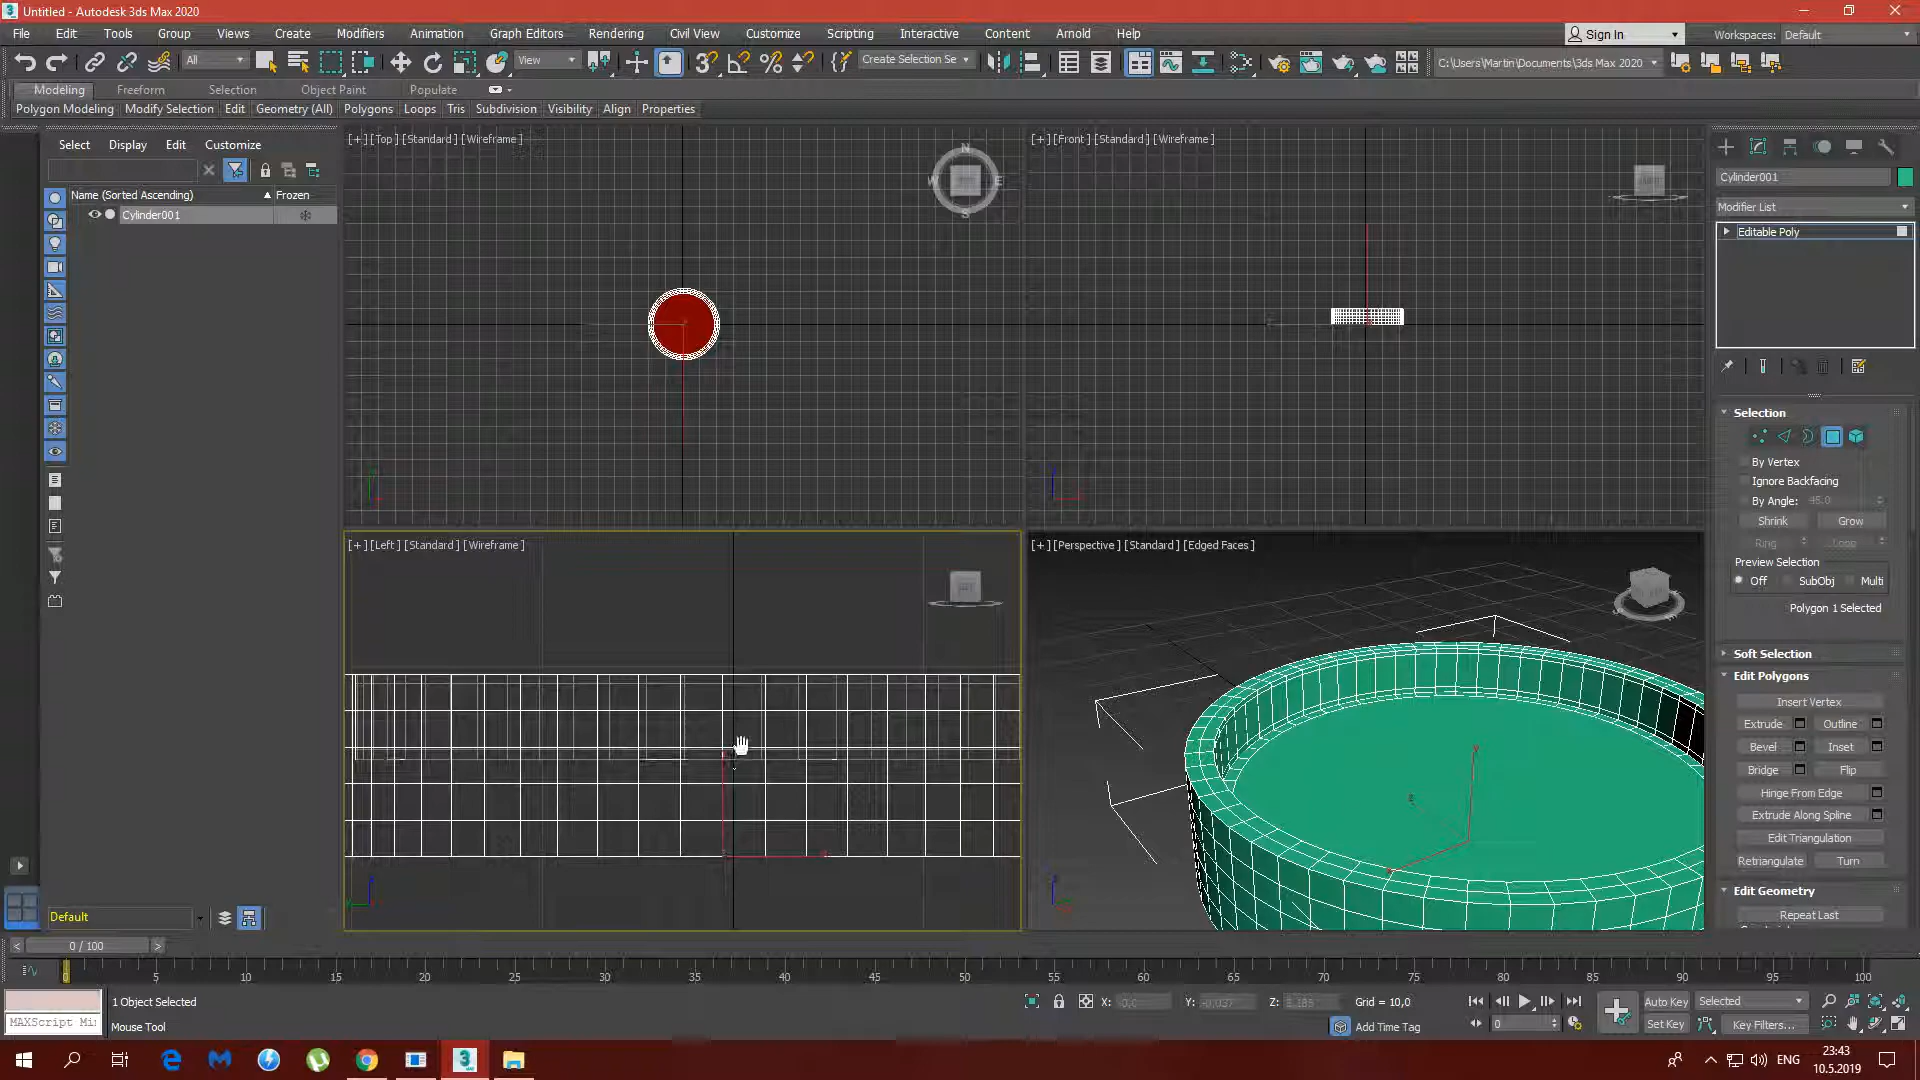 Untitled - Autodesk 3ds Max 2020
File Edit Tools Group Views Create Modifiers Animation Graph Editors Rendering Civil View Customize Scripting Interactive Content Arnold Help
Sign In
Workspaces: Default
All
View
Create Selection Se
C:\Users\Martin\Documents\3ds Max 2020
Modeling Freeform Selection Object Paint Populate
Polygon Modeling Modify Selection Edit Geometry (All) Polygons Loops Tris Subdivision Visibility Align Properties
Select Display Edit Customize
Name (Sorted Ascending) Frozen
Cylinder001
[+] [Top] [Standard] [Wireframe]
N
W E
S
[+] [Front] [Standard] [Wireframe]
[+] [Left] [Standard] [Wireframe]
[+] [Perspective] [Standard] [Edged Faces]
Cylinder001
Modifier List
Editable Poly
Selection
By Vertex
Ignore Backfacing
By Angle: 45.0
Shrink Grow
Ring Loop
Preview Selection
Off SubObj Multi
Polygon 1 Selected
Soft Selection
Edit Polygons
Insert Vertex
Extrude Outline
Bevel Inset
Bridge Flip
Hinge From Edge
Extrude Along Spline
Edit Triangulation
Retriangulate Turn
Edit Geometry
Repeat Last
Default
0 / 100
0 5 10 15 20 25 30 35 40 45 50 55 60 65 70 75 80 85 90 95 100
1 Object Selected
MAXScript Mi
Mouse Tool
X: Y: Z: Grid = 10,0
Add Time Tag
0
Auto Key Selected
Set Key Key Filters...
ENG
23:43
10.5.2019